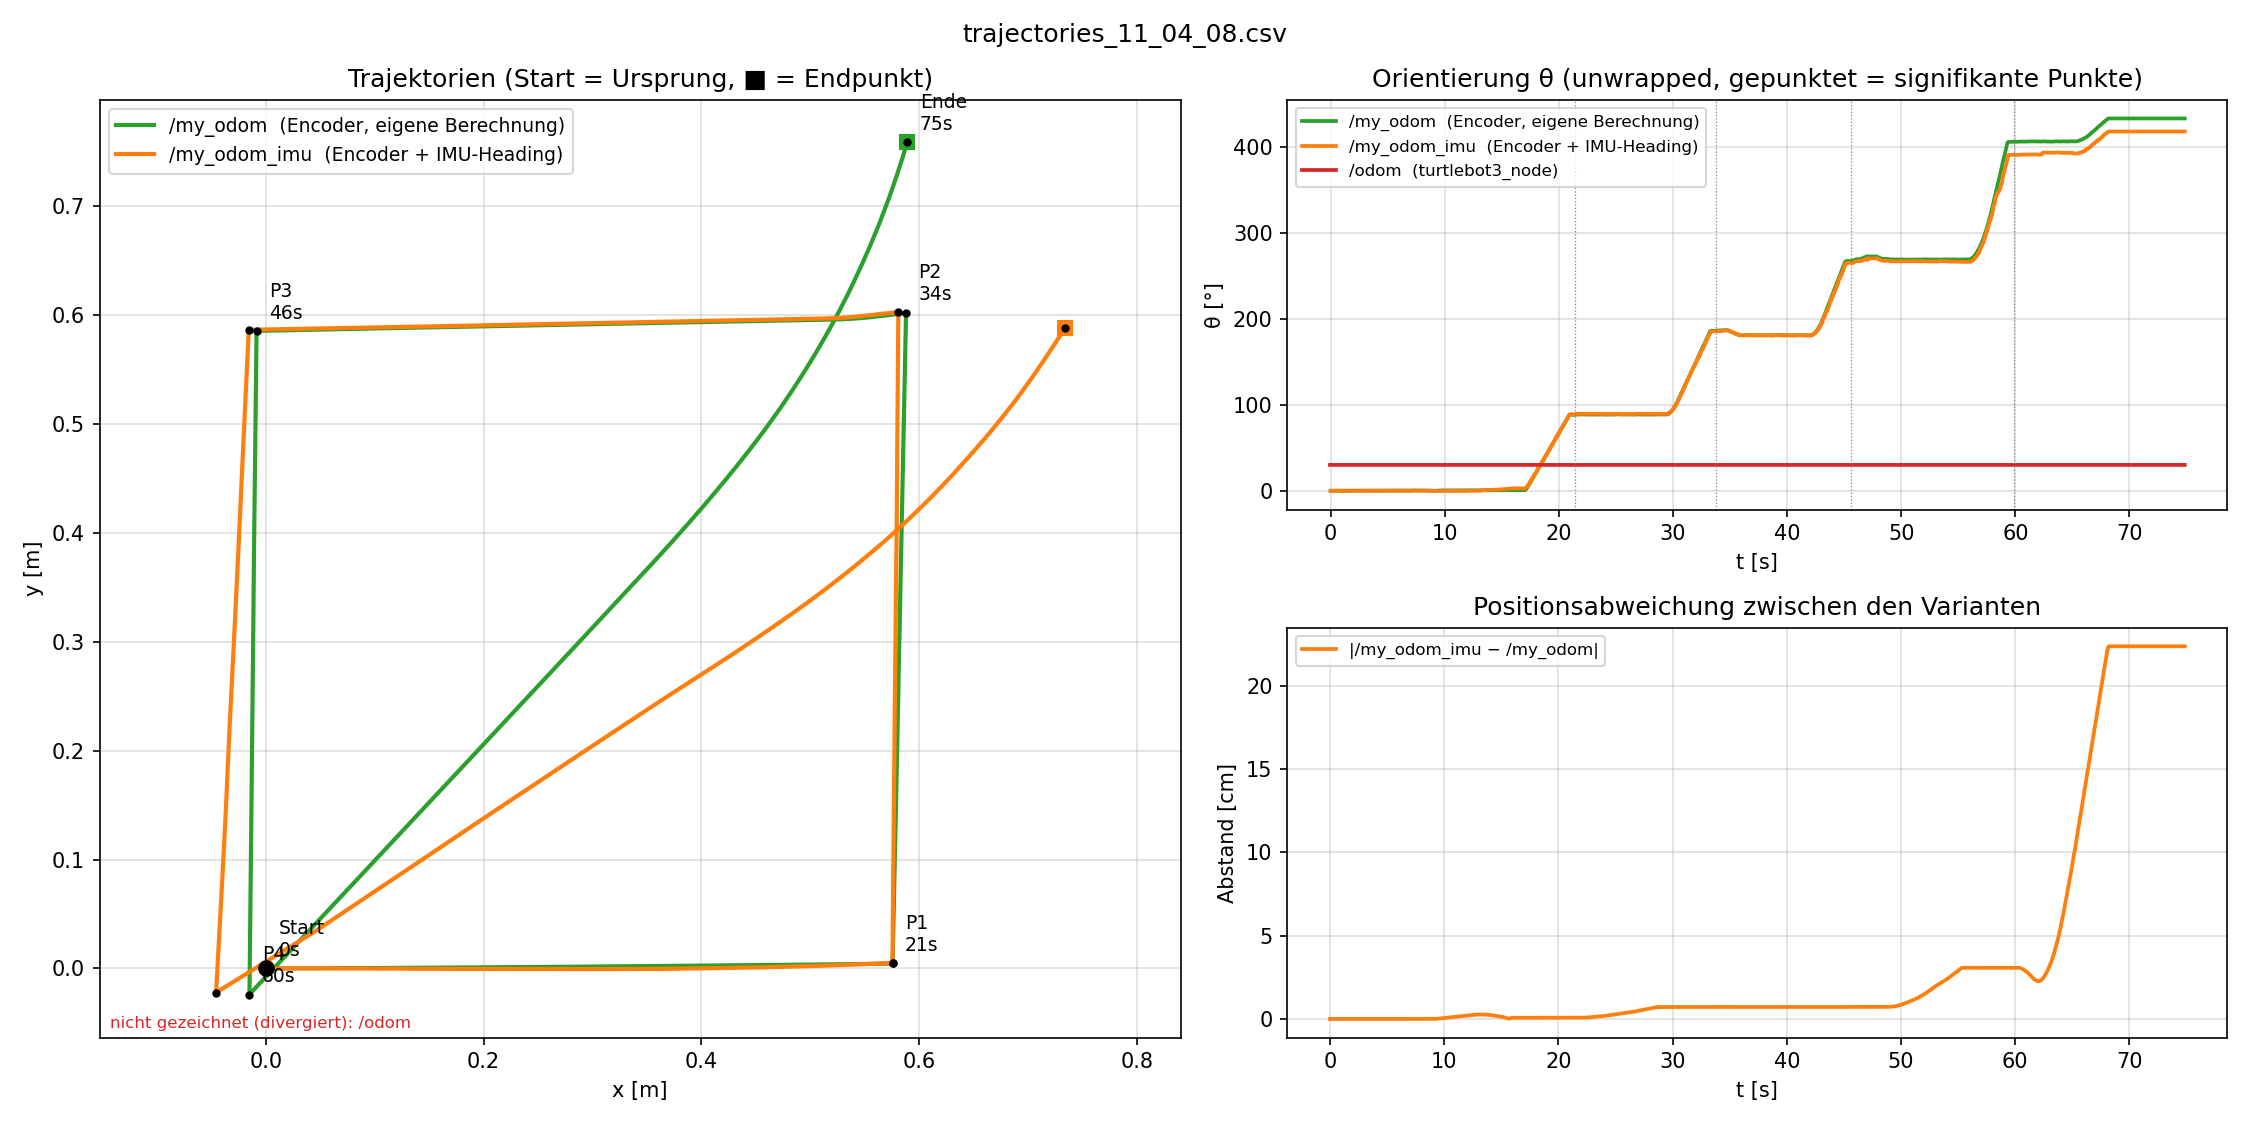 trajectories_11_04_08.csv
Trajektorien (Start = Ursprung, ■ = Endpunkt)
/my_odom  (Encoder, eigene Berechnung)
/my_odom_imu  (Encoder + IMU-Heading)
Ende
75s
P2
34s
P3
46s
P1
21s
Start
0s
P4
60s
nicht gezeichnet (divergiert): /odom
0.7
0.6
0.5
0.4
0.3
0.2
0.1
0.0
y [m]
0.0
0.2
0.4
0.6
0.8
x [m]
Orientierung θ (unwrapped, gepunktet = signifikante Punkte)
/my_odom  (Encoder, eigene Berechnung)
/my_odom_imu  (Encoder + IMU-Heading)
/odom  (turtlebot3_node)
400
300
200
100
0
θ [°]
0
10
20
30
40
50
60
70
t [s]
Positionsabweichung zwischen den Varianten
|/my_odom_imu − /my_odom|
20
15
10
5
0
Abstand [cm]
0
10
20
30
40
50
60
70
t [s]